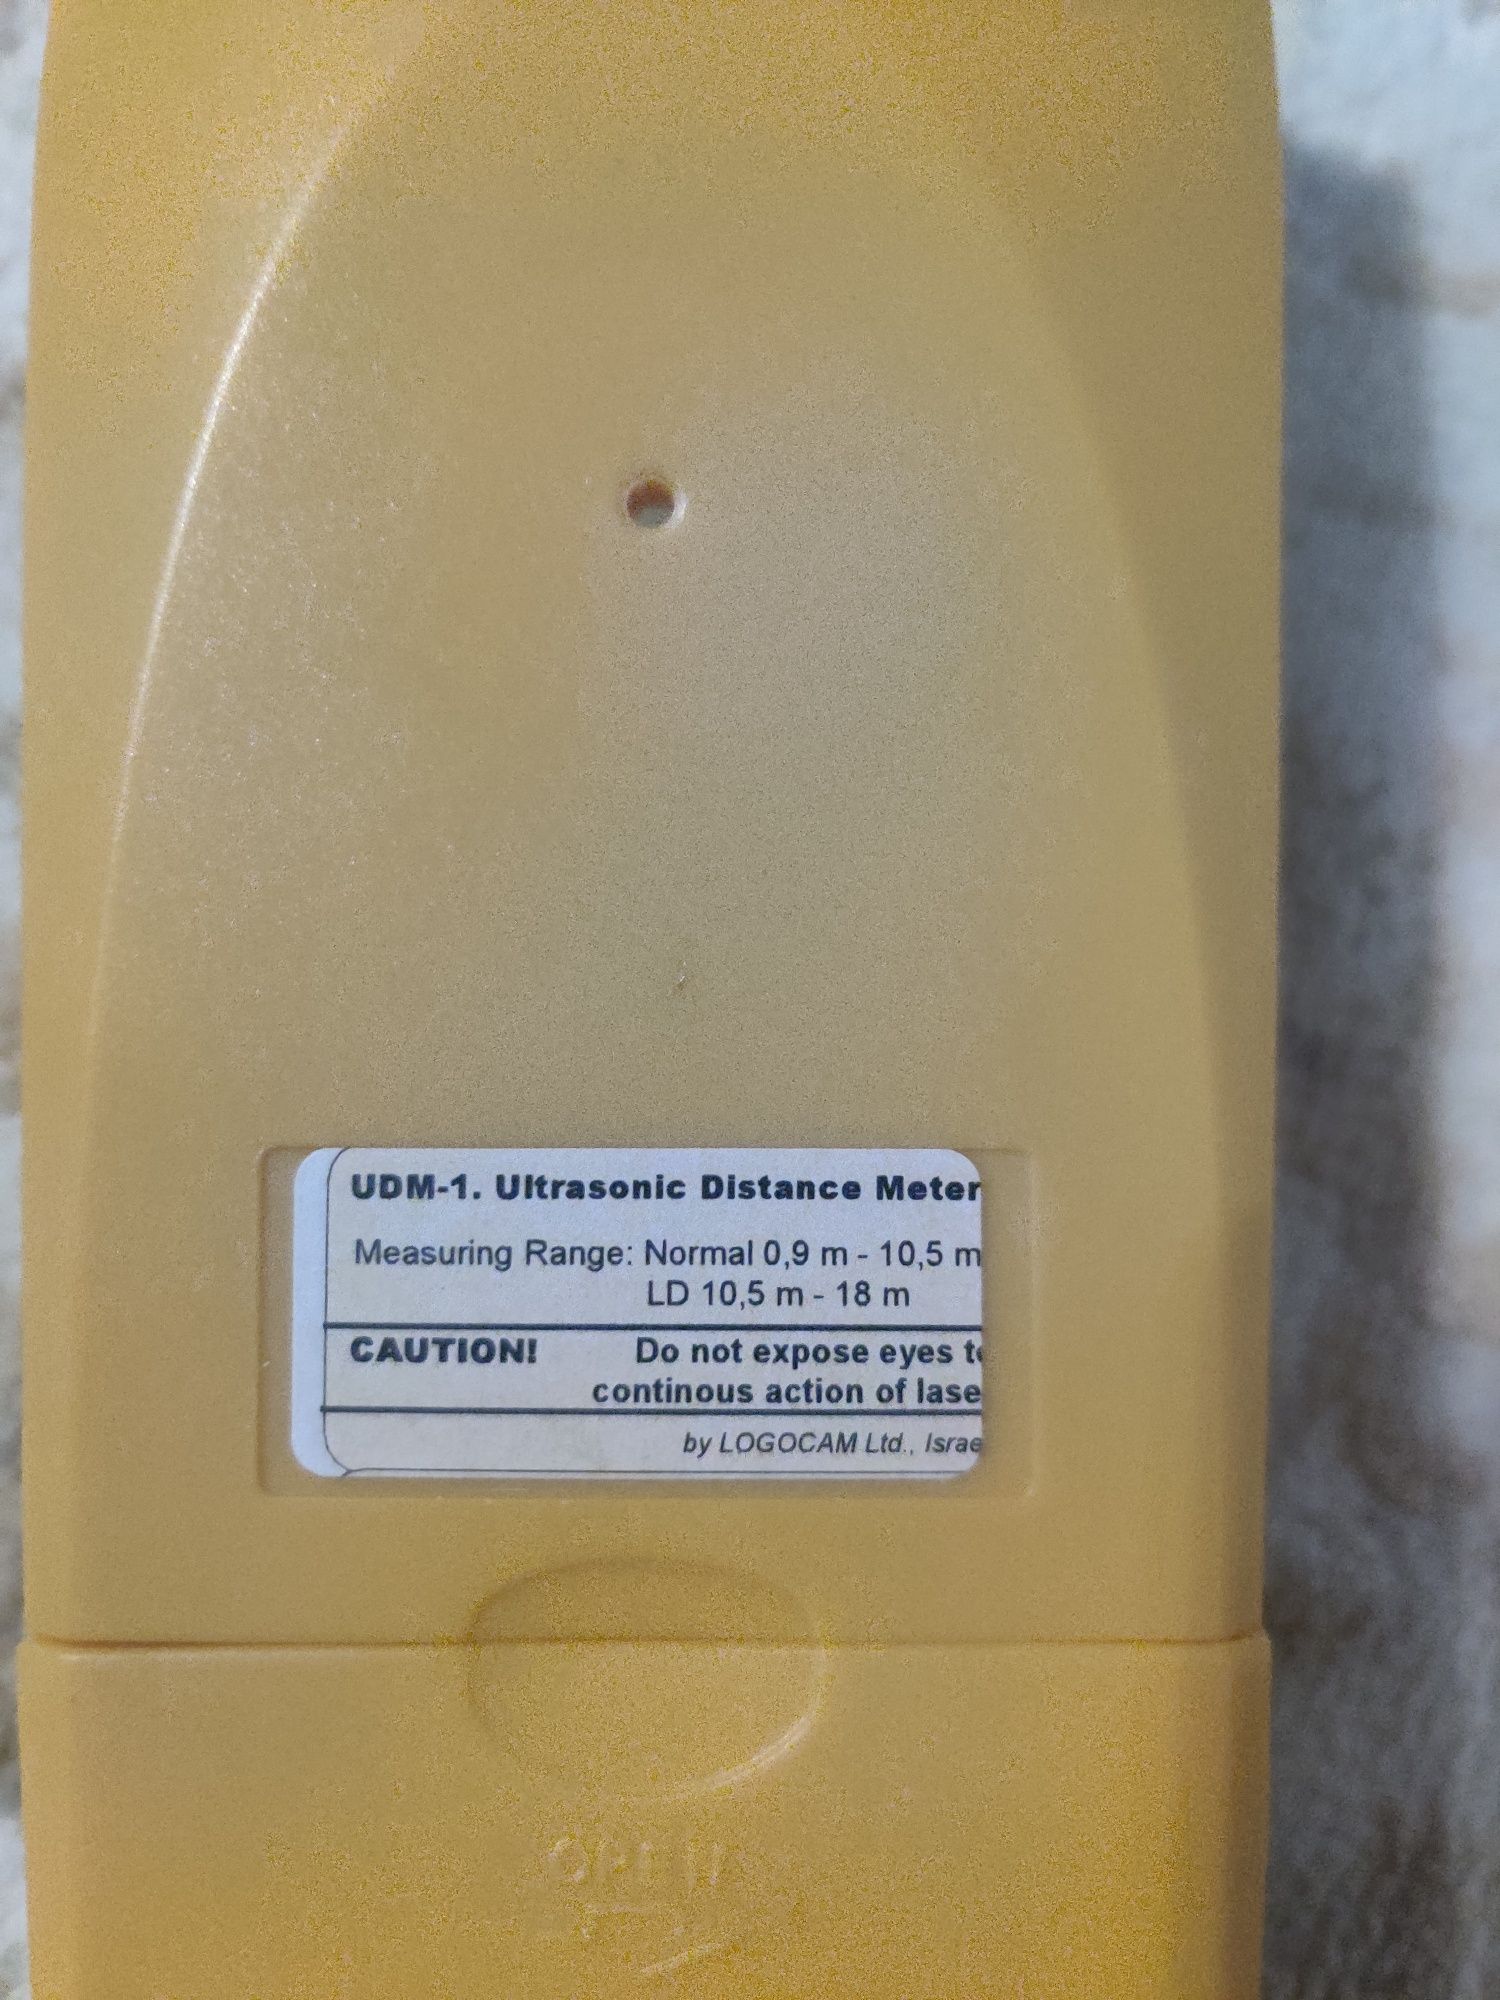 UDM-1. Ultrasonic Distance Meter
Measuring Range: Normal 0,9 m - 10,5 m
LD 10,5 m - 18 m
CAUTION! Do not expose eyes t
continous action of lase
by LOGOCAM Ltd., Israe
OPEN